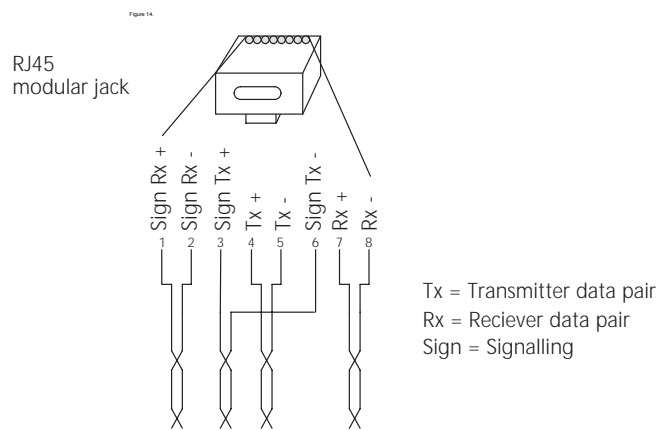 Figure 14.
RJ45
modular jack
Sign Rx +
Sign Rx -
Sign Tx +
Tx +
Tx -
Sign Tx -
Rx +
Rx -
1 2 3 4 5 6 7 8
Tx = Transmitter data pair
Rx = Reciever data pair
Sign = Signalling